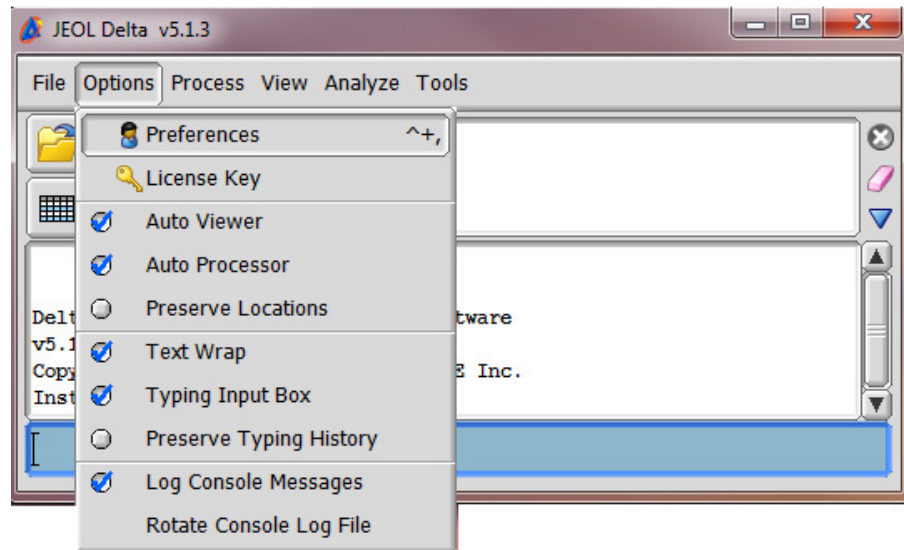 JEOL Delta v5.1.3
File Options Process View Analyze Tools
Preferences ^+,
License Key
Auto Viewer
Auto Processor
Preserve Locations
Delt tware
v5.1
Text Wrap
Copy E Inc.
Inst
Typing Input Box
Preserve Typing History
Log Console Messages
Rotate Console Log File